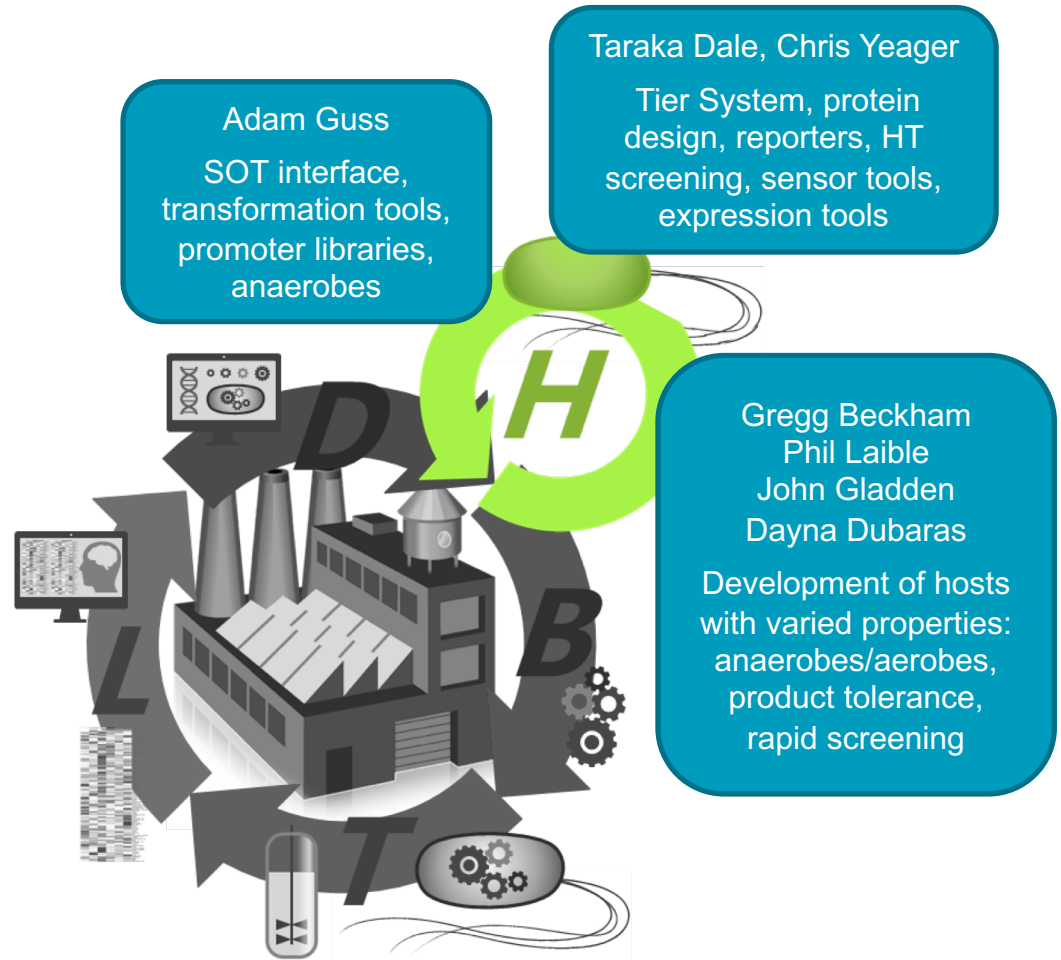 Taraka Dale, Chris Yeager
Tier System, protein
design, reporters, HT
screening, sensor tools,
expression tools
Adam Guss
SOT interface,
transformation tools,
promoter libraries,
anaerobes
H
D
Gregg Beckham
Phil Laible
John Gladden
Dayna Dubaras
Development of hosts
with varied properties:
anaerobes/aerobes,
product tolerance,
rapid screening
B
L
T